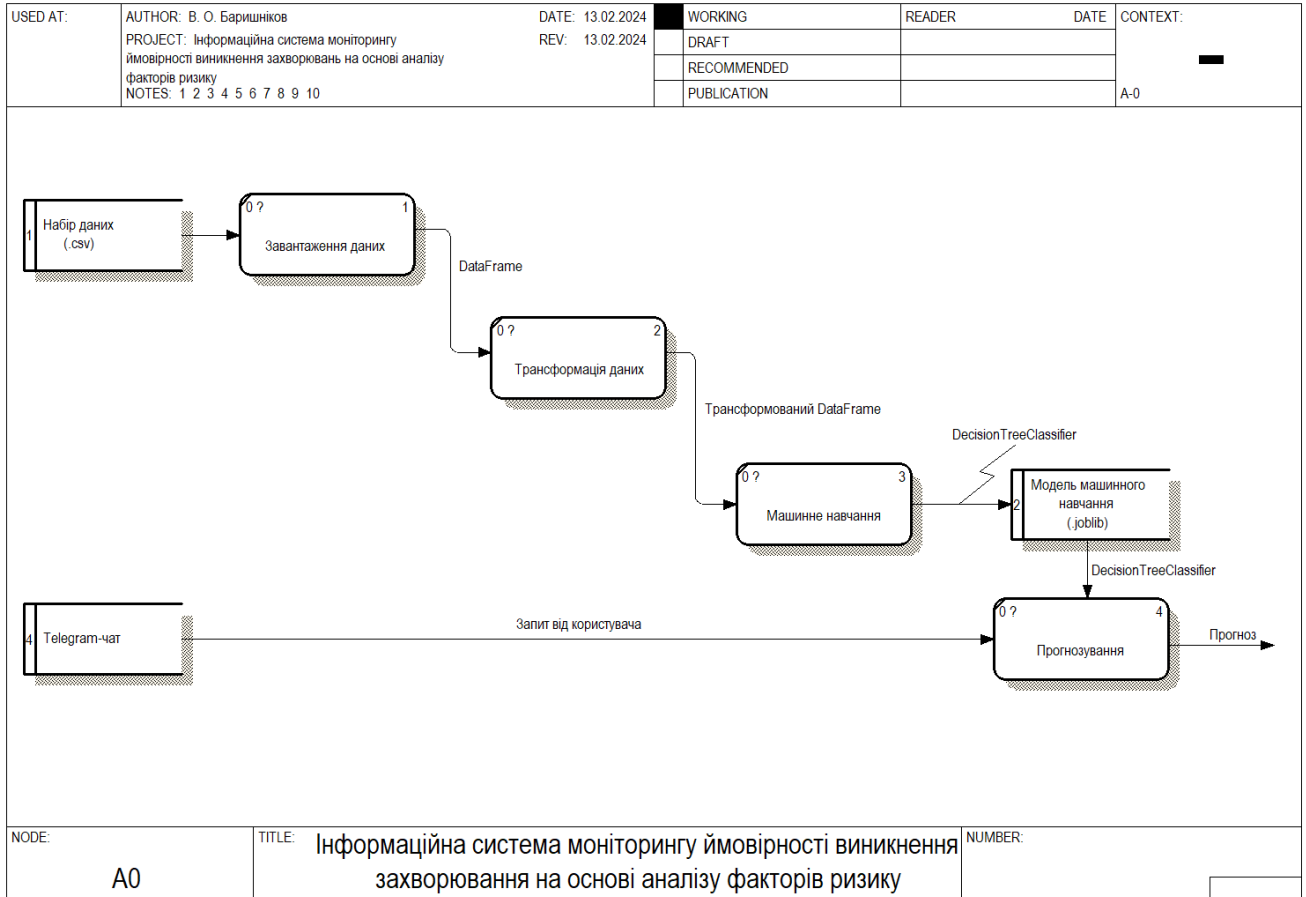 USED AT:
AUTHOR: В. О. Баришніков
DATE: 13.02.2024
PROJECT: Інформаційна система моніторингу
ймовірності виникнення захворювань на основі аналізу
факторів ризику
REV: 13.02.2024
NOTES: 1 2 3 4 5 6 7 8 9 10
WORKING
DRAFT
RECOMMENDED
PUBLICATION
READER
DATE
CONTEXT:
A-0
1
Набір даних
(.csv)
0 ?
1
Завантаження даних
DataFrame
0 ?
2
Трансформація даних
Трансформований DataFrame
0 ?
3
Машинне навчання
DecisionTreeClassifier
2
Модель машинного
навчання
(.joblib)
DecisionTreeClassifier
4
Telegram-чат
Запит від користувача
0 ?
4
Прогнозування
Прогноз
NODE:
A0
TITLE:
Інформаційна система моніторингу ймовірності виникнення
захворювання на основі аналізу факторів ризику
NUMBER: